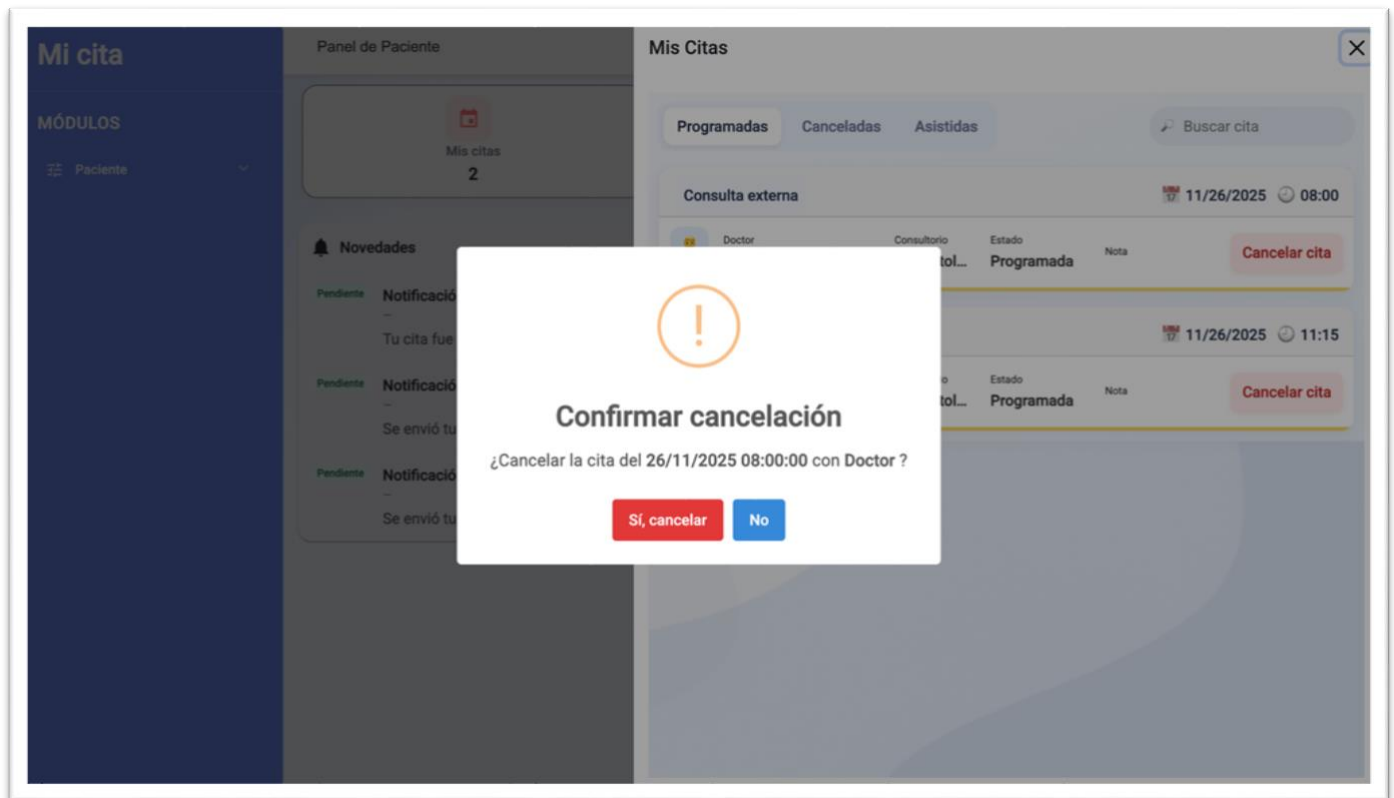 Mi cita
MÓDULOS
Paciente
Panel de Paciente
Mis citas
2
Novedades
Pendiente Notificació
Tu cita fue
Pendiente Notificació
Se envió tu
Pendiente Notificació
Se envió tu
Mis Citas
Programadas Canceladas Asistidas
Buscar cita
Consulta externa 11/26/2025 08:00
Doctor Consultorio Estado Nota
tol... Programada Cancelar cita
11/26/2025 11:15
o Estado Nota
tol... Programada Cancelar cita
Confirmar cancelación
¿Cancelar la cita del 26/11/2025 08:00:00 con Doctor ?
Sí, cancelar No